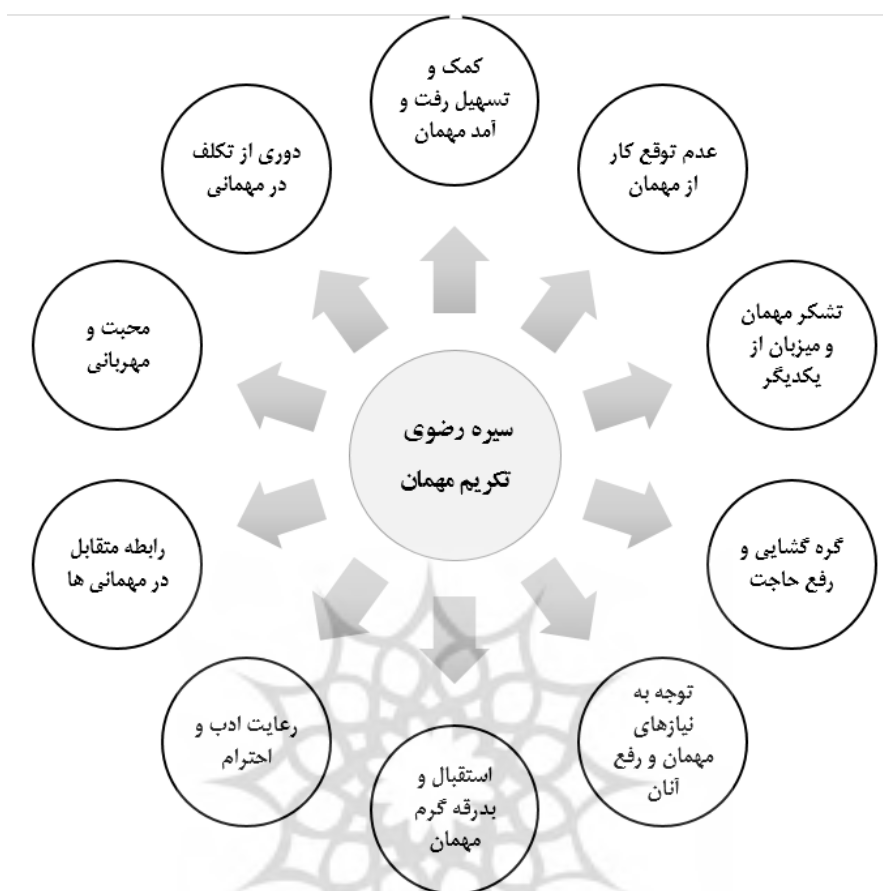 کمک و
تسهیل رفت و
آمد مهمان
عدم توقع کار
از مهمان
تشکر مهمان
و میزبان از
یکدیگر
گره گشایی و
رفع حاجت
توجه به
نیازهای
مهمان و رفع
آنان
استقبال و
بدرقه گرم
مهمان
رعایت ادب و
احترام
رابطه متقابل
در مهمانی ها
محبت و
مهربانی
دوری از تکلف
در مهمانی
سیره رضوی
تکریم مهمان